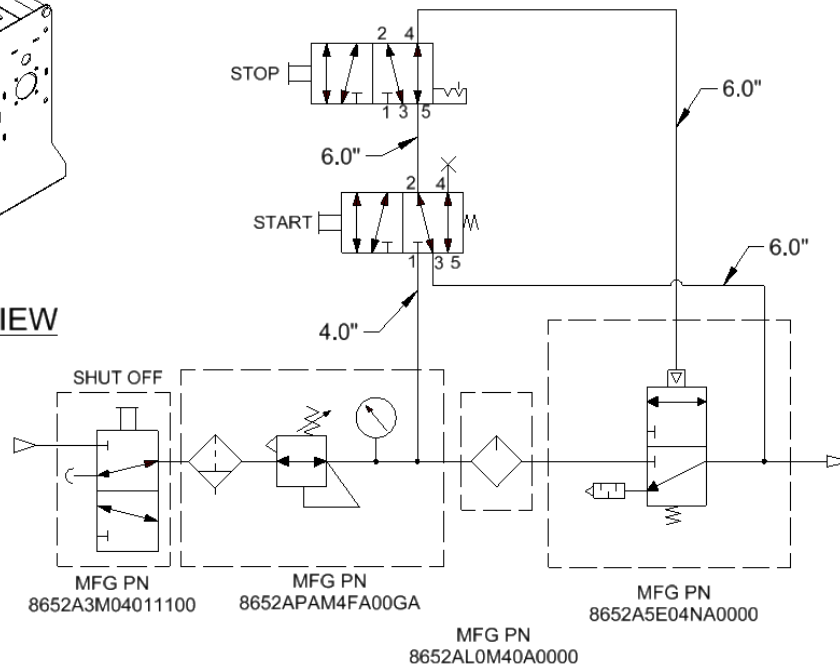 2 4
STOP
1 3 5
6.0"
6.0"
2 4
START
1 3 5
6.0"
4.0"
IEW
SHUT OFF
MFG PN
8652A3M04011100
MFG PN
8652APAM4FA00GA
MFG PN
8652AL0M40A0000
MFG PN
8652A5E04NA0000